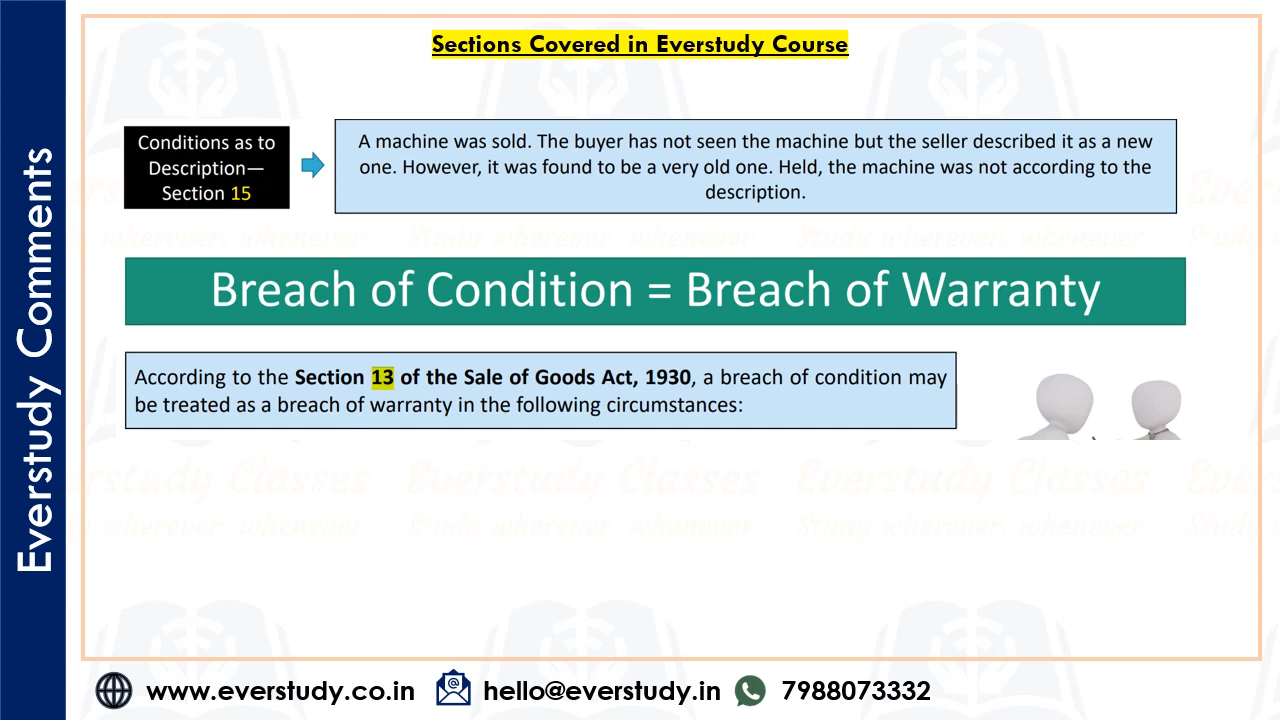 Sections Covered in Everstudy Course
Everstudy Comments
Conditions as to
Description—
Section 15
A machine was sold. The buyer has not seen the machine but the seller described it as a new
one. However, it was found to be a very old one. Held, the machine was not according to the
description.
Breach of Condition = Breach of Warranty
According to the Section 13 of the Sale of Goods Act, 1930, a breach of condition may
be treated as a breach of warranty in the following circumstances:
Study wherever, whenever
Everstudy Classes
Study wherever, whenever
www.everstudy.co.in hello@everstudy.in 7988073332